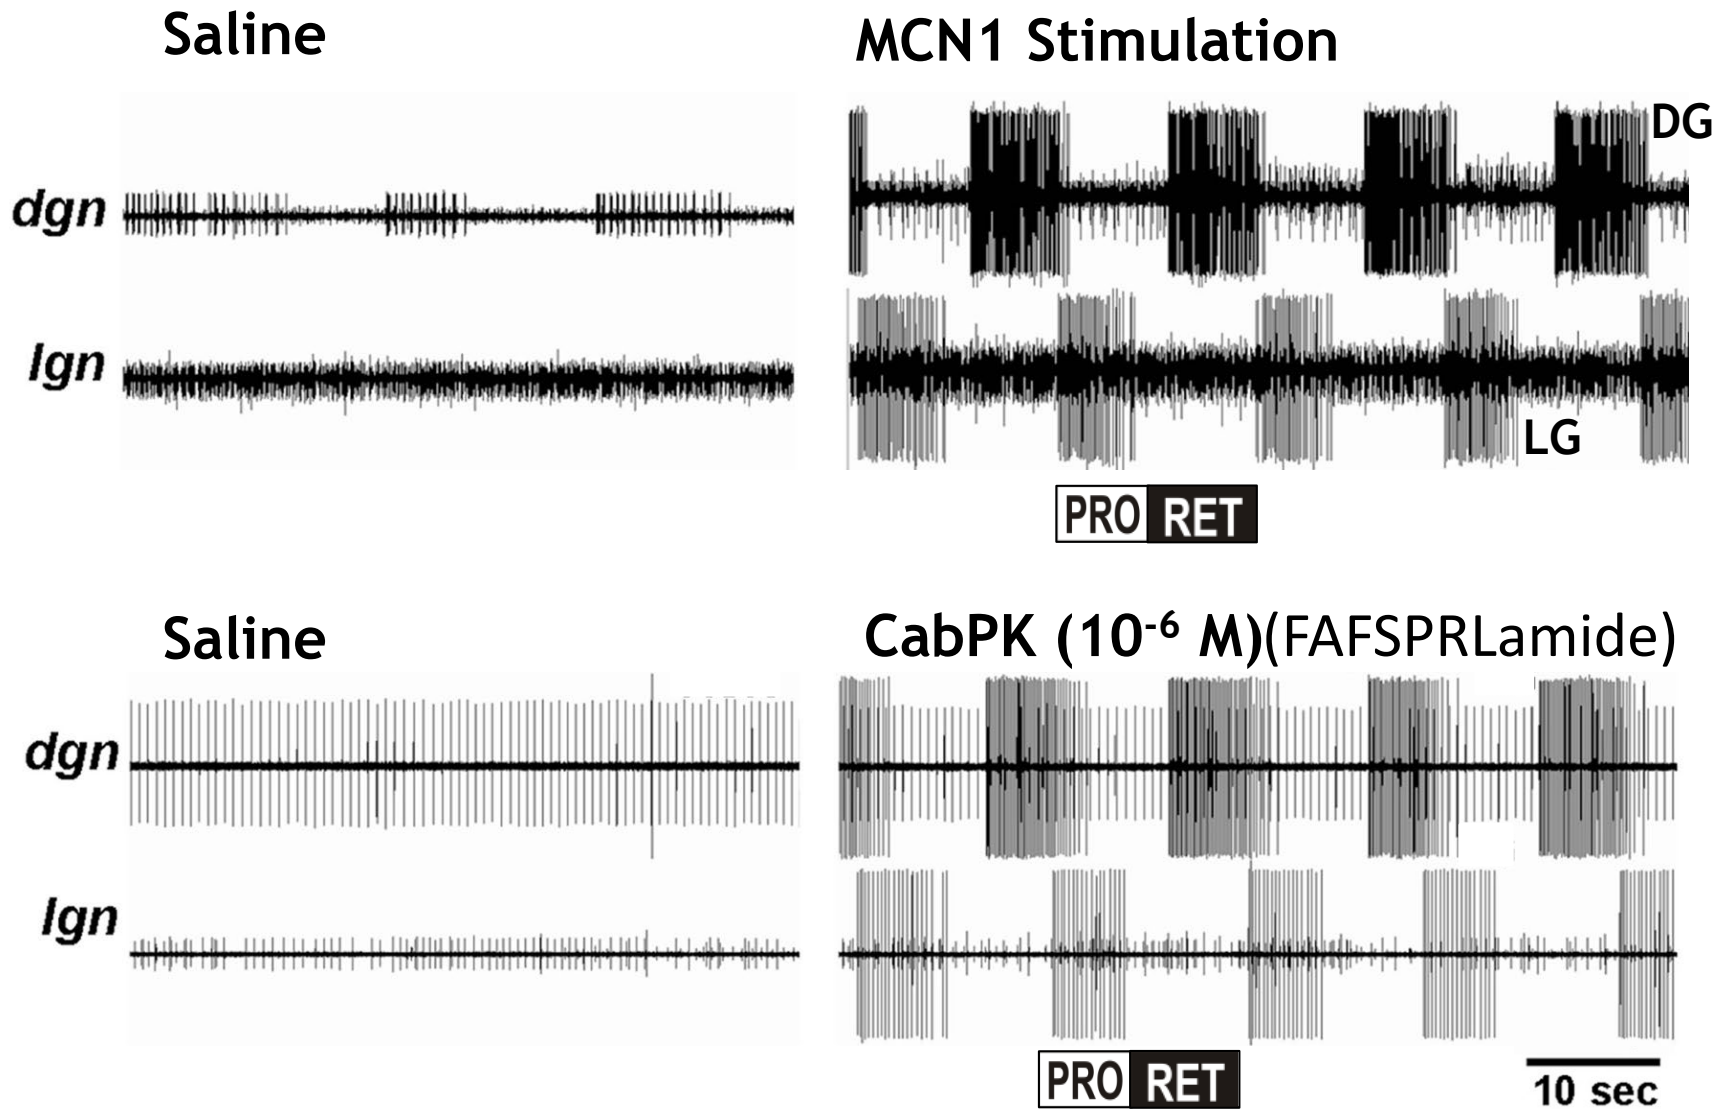 Saline
MCN1 Stimulation
dgn
DG
lgn
LG
PRO RET
Saline
CabPK (10⁻⁶ M)(FAFSPRLamide)
dgn
lgn
PRO RET
10 sec